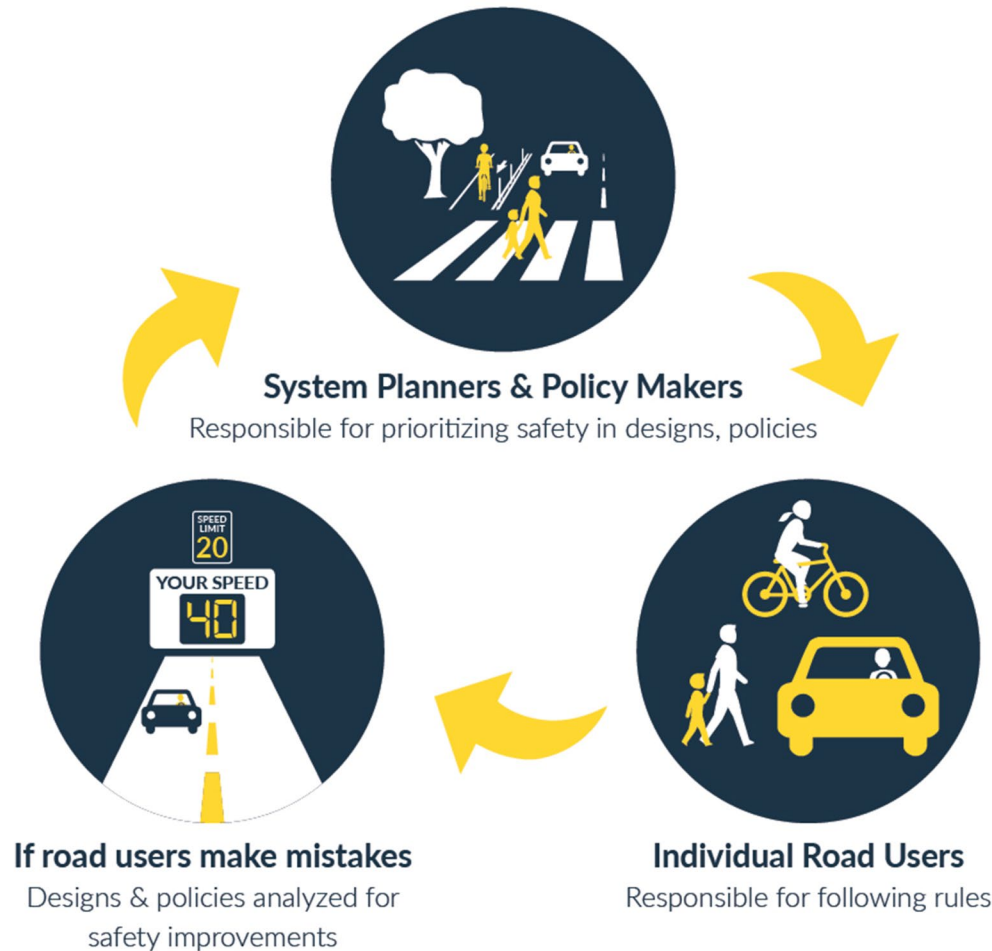 System Planners & Policy Makers
Responsible for prioritizing safety in designs, policies
SPEED
LIMIT
20
YOUR SPEED
40
If road users make mistakes
Designs & policies analyzed for
safety improvements
Individual Road Users
Responsible for following rules